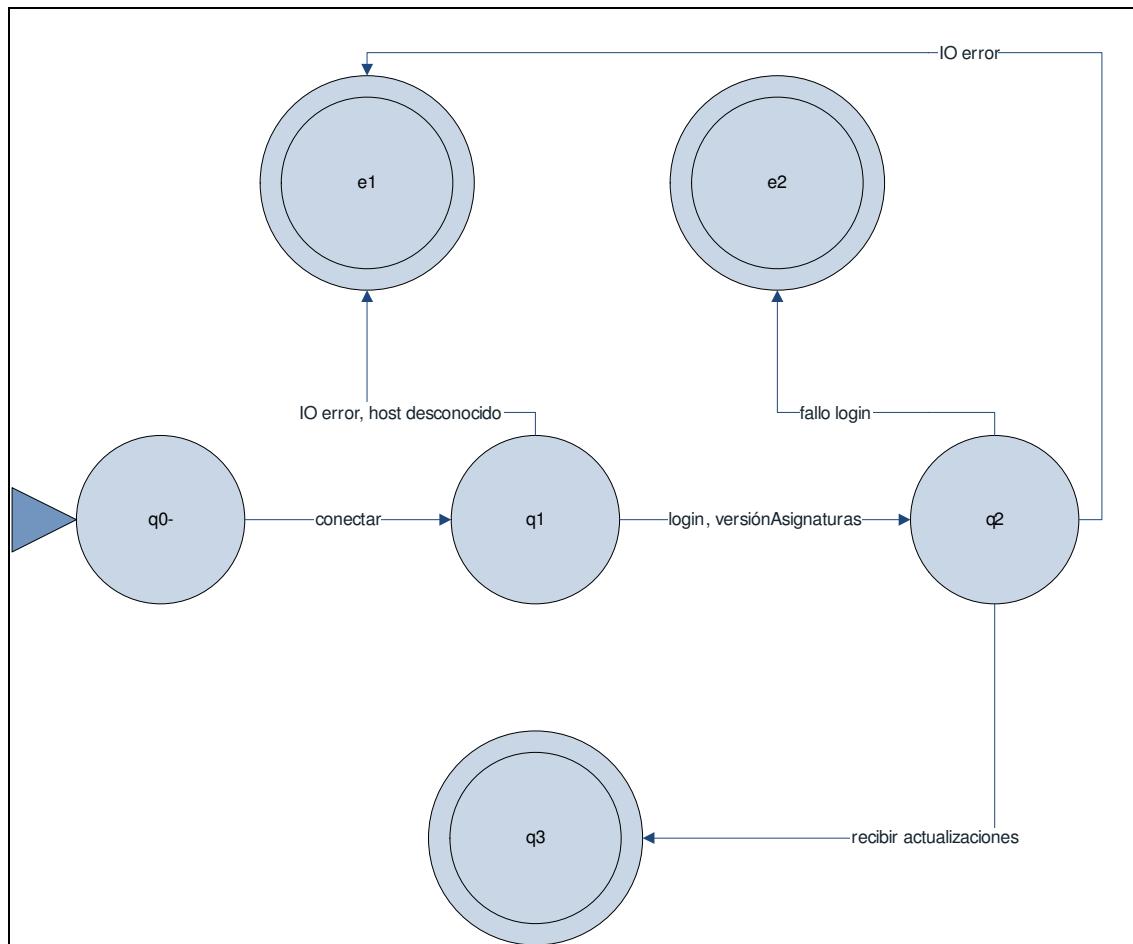 IO error
e1
e2
IO error, host desconocido
fallo login
q0-
conectar
q1
login, versiónAsignaturas
q2
q3
recibir actualizaciones